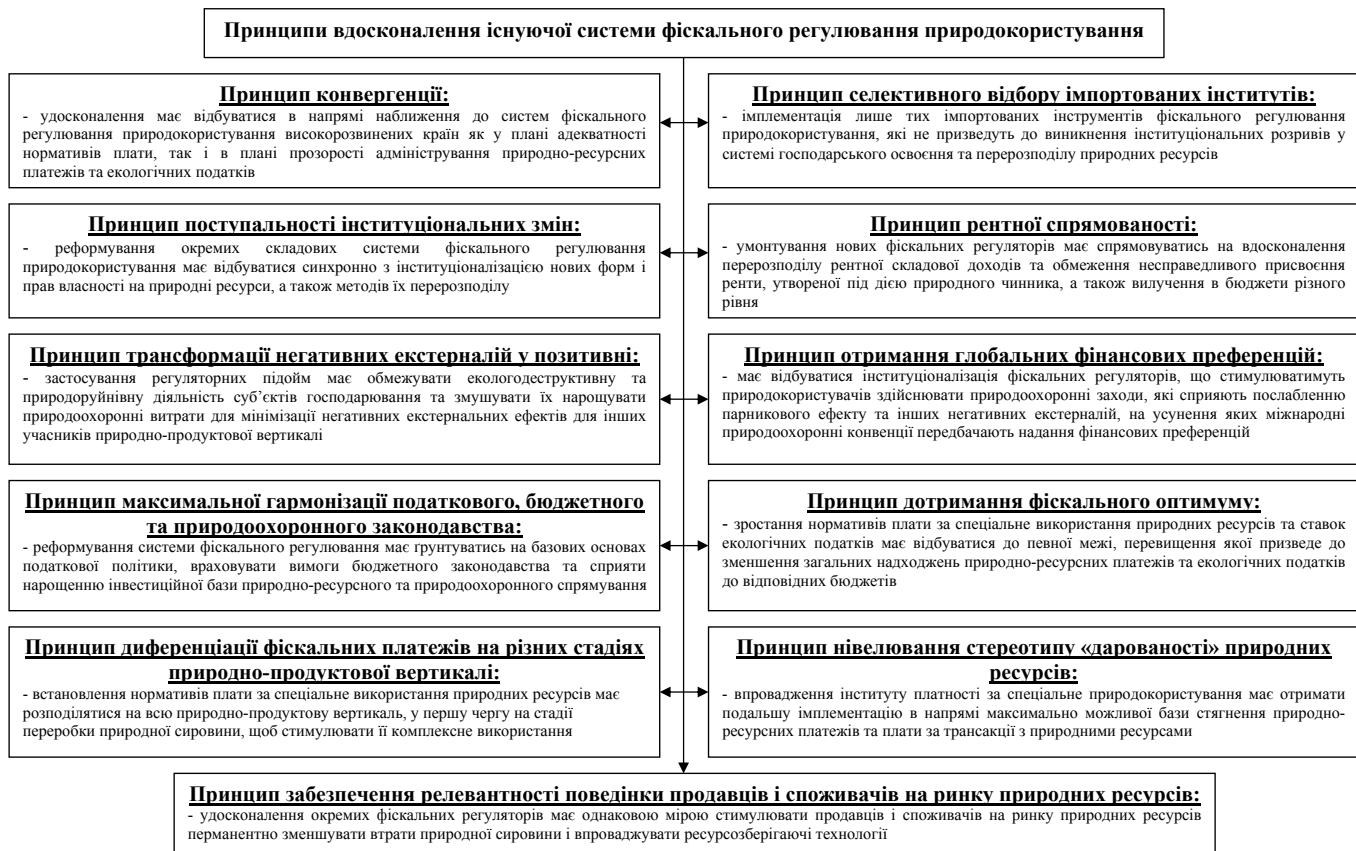 Принципи вдосконалення існуючої системи фіскального регулювання природокористування
Принцип конвергенції:
- удосконалення має відбуватися в напрямі наближення до систем фіскального
регулювання природокористування високорозвинених країн як у плані адекватності
нормативів плати, так і в плані прозорості адміністрування природно-ресурсних
платежів та екологічних податків
Принцип селективного відбору імпортованих інститутів:
- імплементація лише тих імпортованих інструментів фіскального регулювання
природокористування, які не призведуть до виникнення інституціональних розривів у
системі господарського освоєння та перерозподілу природних ресурсів
Принцип поступальності інституціональних змін:
- реформування окремих складових системи фіскального регулювання
природокористування має відбуватися синхронно з інституціоналізацією нових форм і
прав власності на природні ресурси, а також методів їх перерозподілу
Принцип рентної спрямованості:
- умонтування нових фіскальних регуляторів має спрямовуватись на вдосконалення
перерозподілу рентної складової доходів та обмеження несправедливого присвоєння
ренти, утвореної під дією природного чинника, а також вилучення в бюджети різного
рівня
Принцип трансформації негативних екстерналій у позитивні:
- застосування регуляторних підойм має обмежувати екологодеструктивну та
природоруйнівну діяльність суб’єктів господарювання та змушувати їх нарощувати
природоохоронні витрати для мінімізації негативних екстернальних ефектів для інших
учасників природно-продуктової вертикалі
Принцип отримання глобальних фінансових преференцій:
- має відбуватися інституціоналізація фіскальних регуляторів, що стимулюватимуть
природокористувачів здійснювати природоохоронні заходи, які сприяють послабленню
парникового ефекту та інших негативних екстерналій, на усунення яких міжнародні
природоохоронні конвенції передбачають надання фінансових преференцій
Принцип максимальної гармонізації податкового, бюджетного
та природоохоронного законодавства:
- реформування системи фіскального регулювання має ґрунтуватись на базових основах
податкової політики, враховувати вимоги бюджетного законодавства та сприяти
нарощенню інвестиційної бази природно-ресурсного та природоохоронного спрямування
Принцип дотримання фіскального оптимуму:
- зростання нормативів плати за спеціальне використання природних ресурсів та ставок
екологічних податків має відбуватися до певної межі, перевищення якої призведе до
зменшення загальних надходжень природно-ресурсних платежів та екологічних податків
до відповідних бюджетів
Принцип диференціації фіскальних платежів на різних стадіях
природно-продуктової вертикалі:
- встановлення нормативів плати за спеціальне використання природних ресурсів має
розподілятися на всю природно-продуктову вертикаль, у першу чергу на стадії
переробки природної сировини, щоб стимулювати її комплексне використання
Принцип нівелювання стереотипу «дарованості» природних
ресурсів:
- впровадження інституту платності за спеціальне природокористування має отримати
подальшу імплементацію в напрямі максимально можливої бази стягнення природно-
ресурсних платежів та плати за трансакції з природними ресурсами
Принцип забезпечення релевантності поведінки продавців і споживачів на ринку природних ресурсів:
- удосконалення окремих фіскальних регуляторів має однаковою мірою стимулювати продавців і споживачів на ринку природних ресурсів
перманентно зменшувати втрати природної сировини і впроваджувати ресурсозберігаючі технології